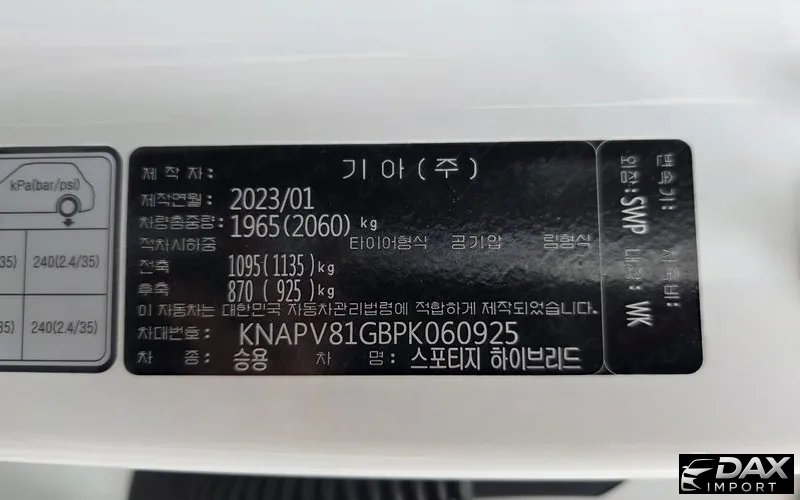 kPa(bar/psi)
35)
240(2.4/35)
35)
240(2.4/35)
제 작 자: 기 아 ( 주 )
제작연월: 2023/01
차량총중량: 1965(2060) kg
적차시하중 타이어형식 공기압 림형식
전축 1095(1135)kg
후축 870 ( 925 )kg
이 자동차는 대한민국 자동차관리법령에 적합하게 제작되었습니다.
차대번호: KNAPV81GBPK060925
차 종: 승용 차 명: 스포티지 하이브리드
변속기:
외장:SWP
WK
DAX
IMPORT